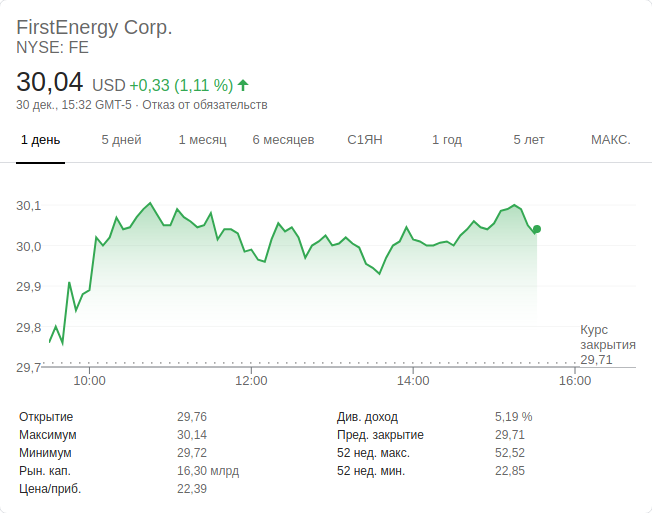 FirstEnergy Corp.
NYSE: FE
30,04 USD +0,33 (1,11 %)
30 дек., 15:32 GMT-5 · Отказ от обязательств
1 день 5 дней 1 месяц 6 месяцев С1ЯН 1 год 5 лет МАКС.
30,1
30,0
29,9
29,8
Курс
закрытия
29,71
29,7
10:00 12:00 14:00 16:00
Открытие 29,76 Див. доход 5,19 %
Максимум 30,14 Пред. закрытие 29,71
Минимум 29,72 52 нед. макс. 52,52
Рын. кап. 16,30 млрд 52 нед. мин. 22,85
Цена/приб. 22,39